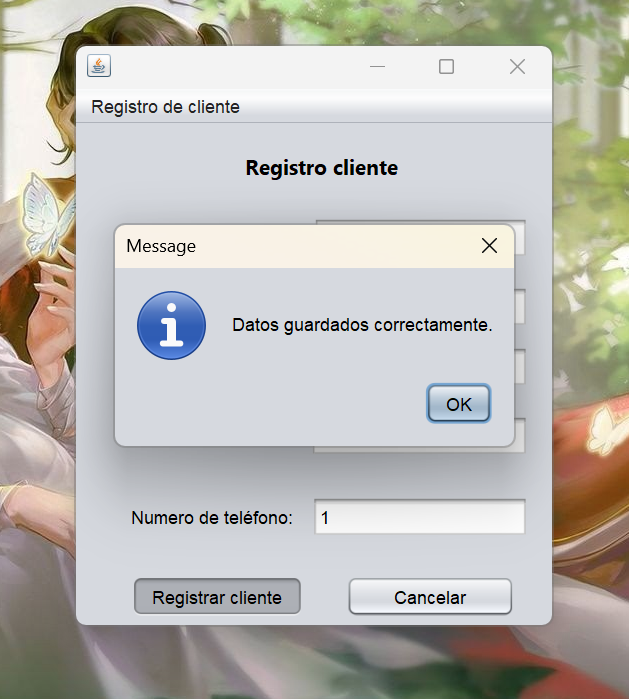 Registro de cliente
Registro cliente
Message
Datos guardados correctamente.
OK
Numero de teléfono:
1
Registrar cliente
Cancelar